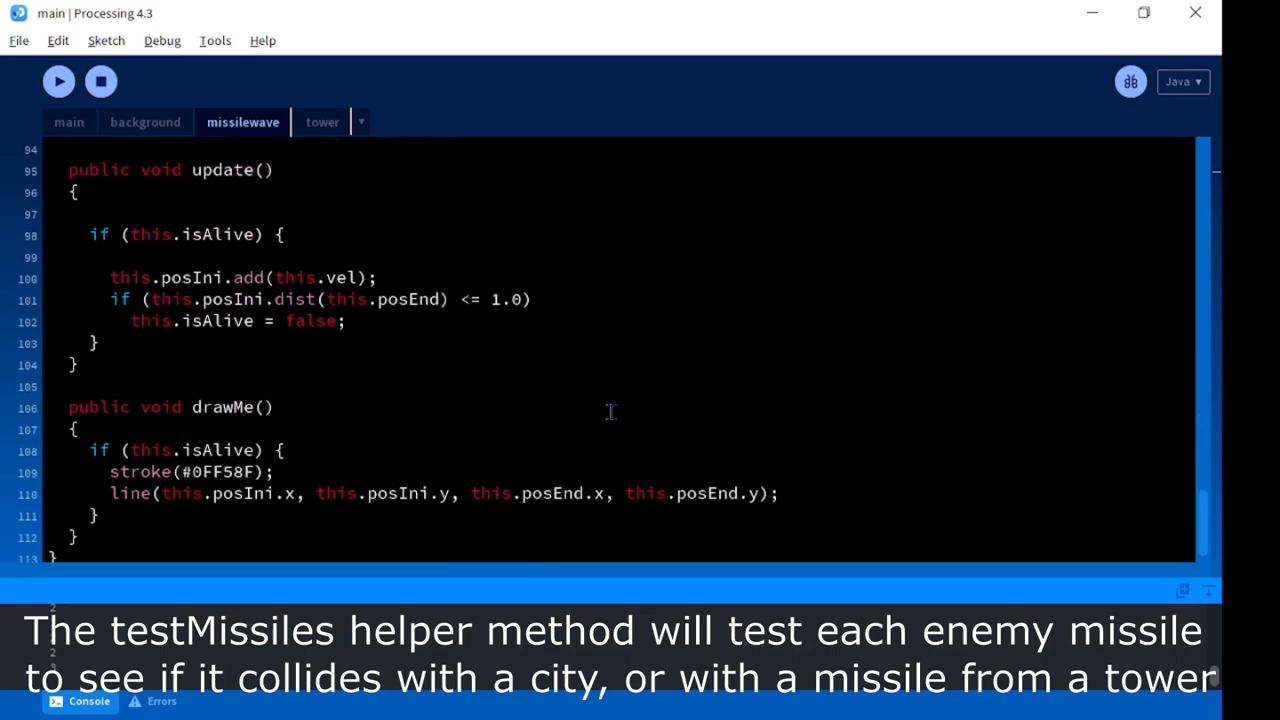 main | Processing 4.3
File Edit Sketch Debug Tools Help
Java ▾
main background missilewave tower ▾
94
95 public void update()
96 {
97
98 if (this.isAlive) {
99
100 this.posIni.add(this.vel);
101 if (this.posIni.dist(this.posEnd) <= 1.0)
102 this.isAlive = false;
103 }
104 }
105
106 public void drawMe()
107 {
108 if (this.isAlive) {
109 stroke(#0FF58F);
110 line(this.posIni.x, this.posIni.y, this.posEnd.x, this.posEnd.y);
111 }
112 }
113 }
The testMissiles helper method will test each enemy missile
to see if it collides with a city, or with a missile from a tower
Console Errors